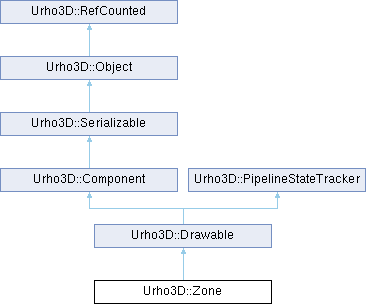 Urho3D::RefCounted
Urho3D::Object
Urho3D::Serializable
Urho3D::Component
Urho3D::PipelineStateTracker
Urho3D::Drawable
Urho3D::Zone